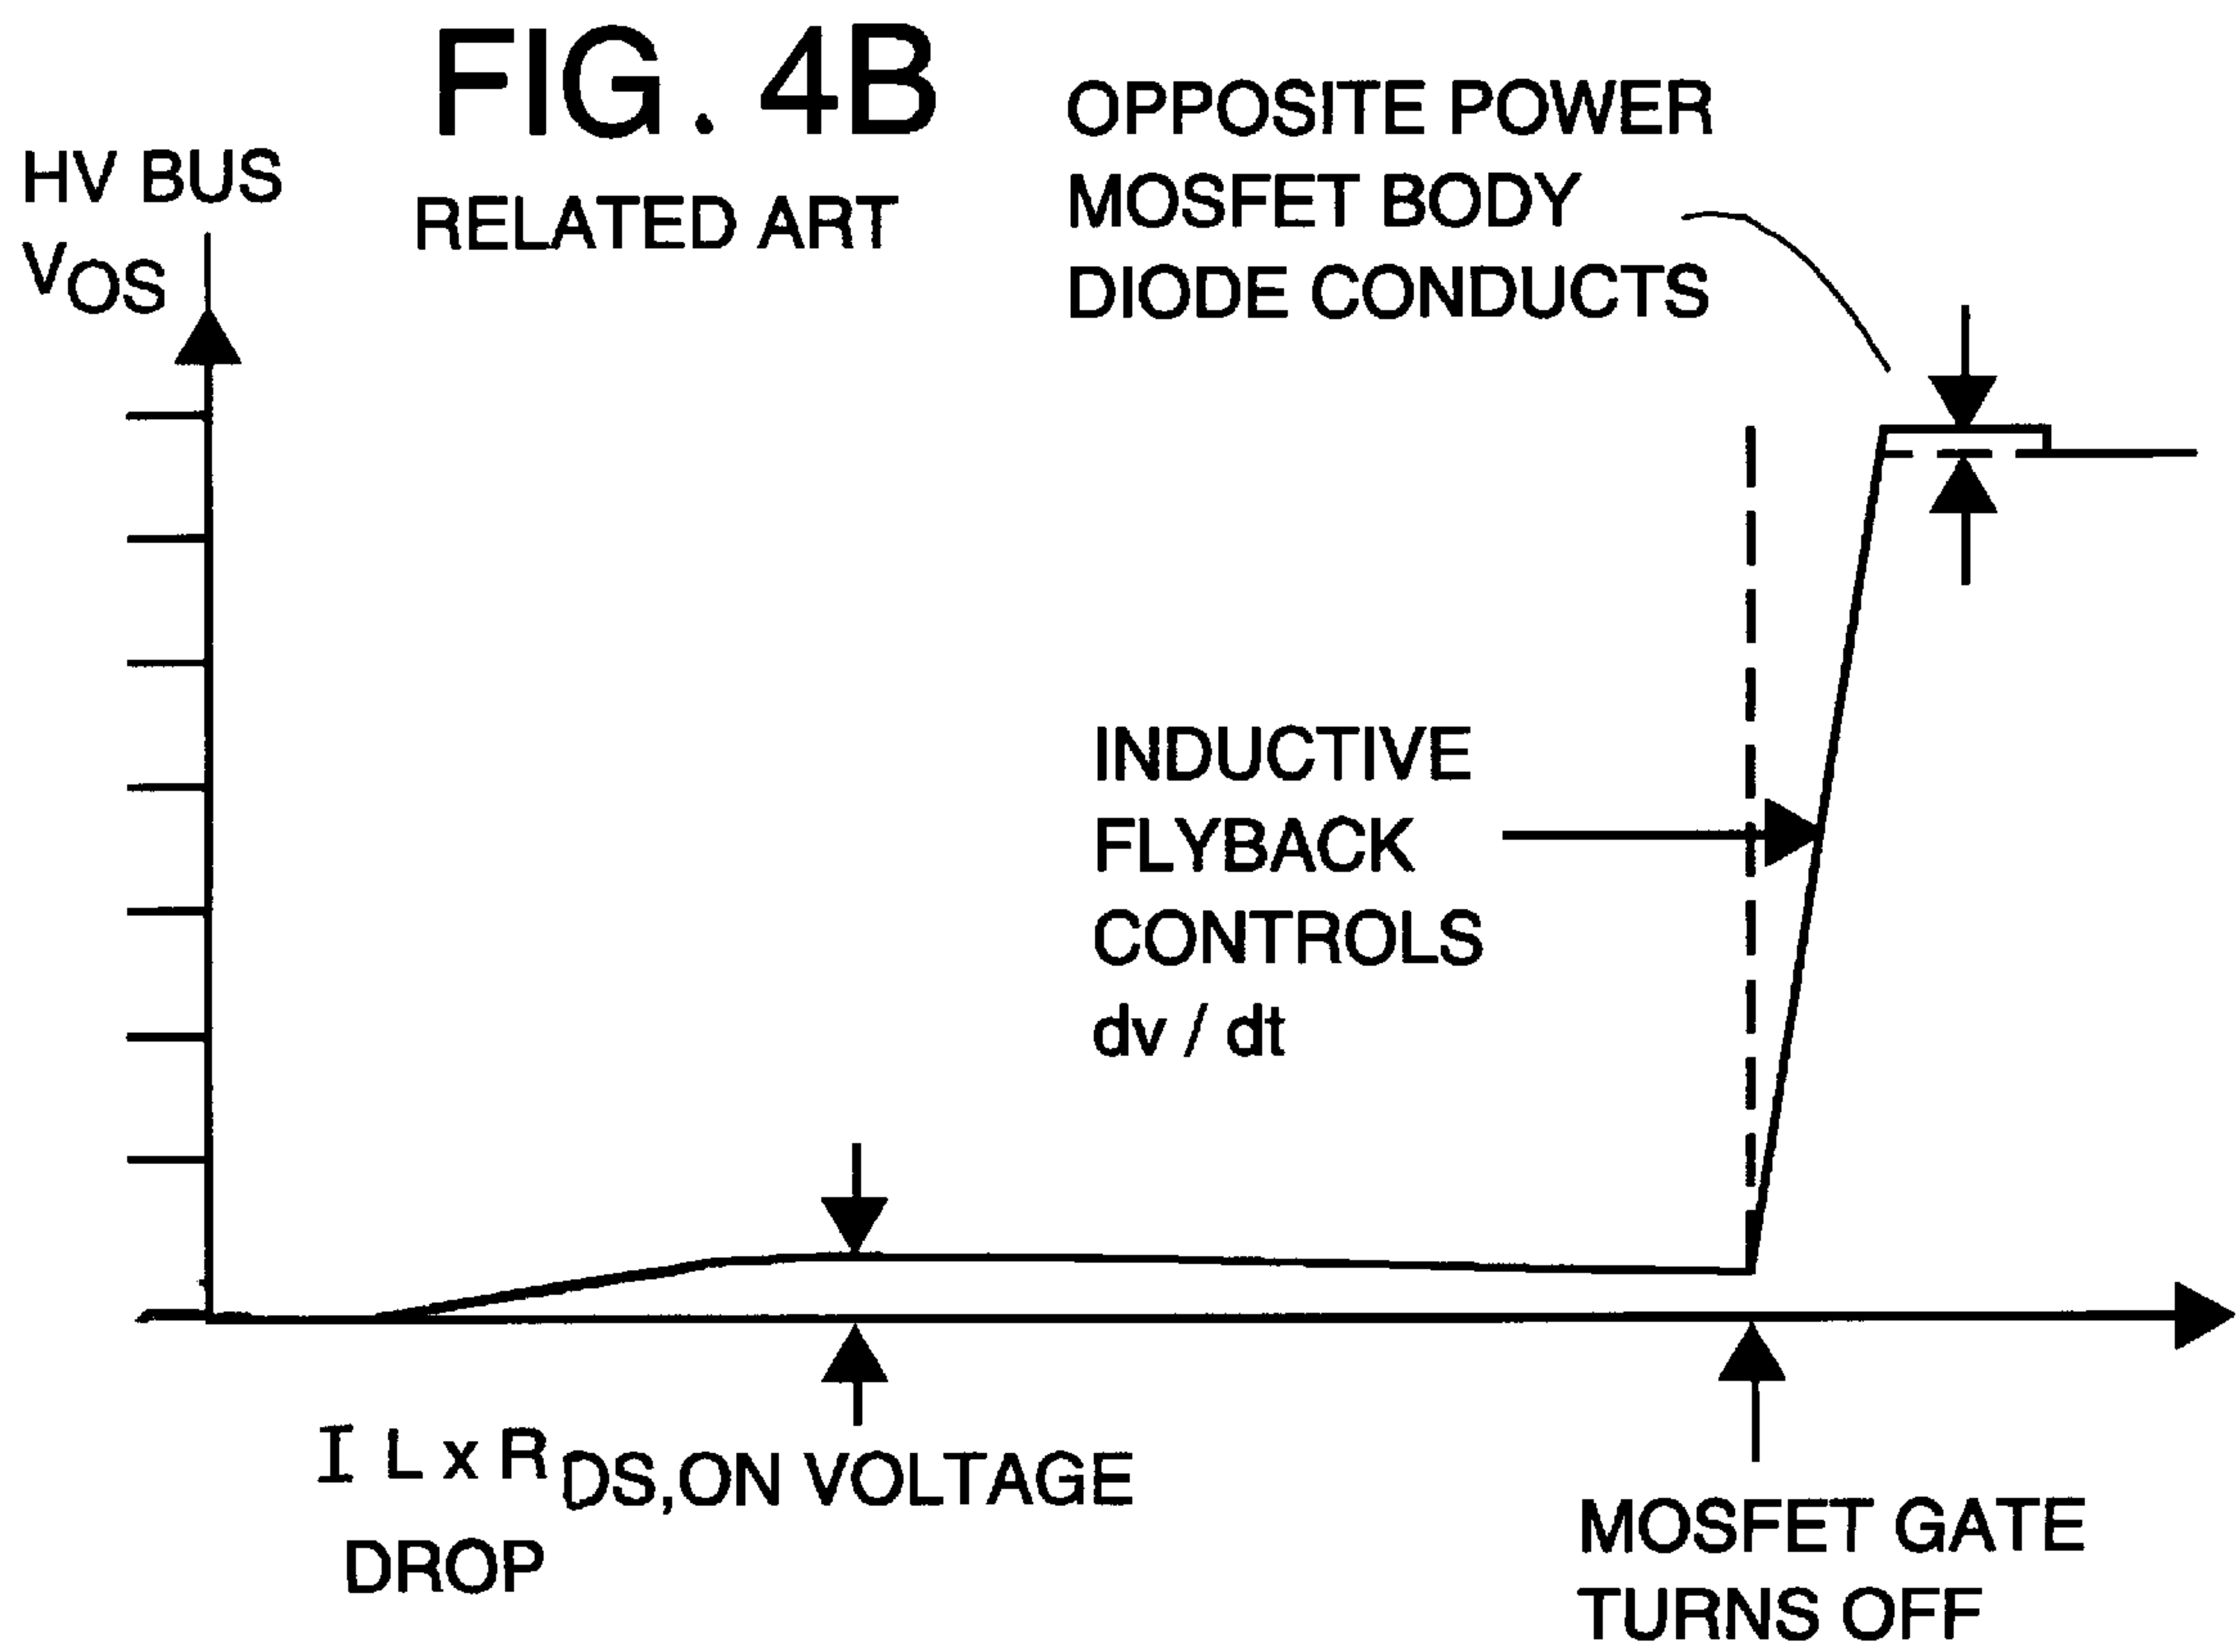 FIG. 4B
RELATED ART
HV BUS
VOS
OPPOSITE POWER
MOSFET BODY
DIODE CONDUCTS
INDUCTIVE
FLYBACK
CONTROLS
dv / dt
I L x R DS,ON VOLTAGE
DROP
MOSFET GATE
TURNS OFF